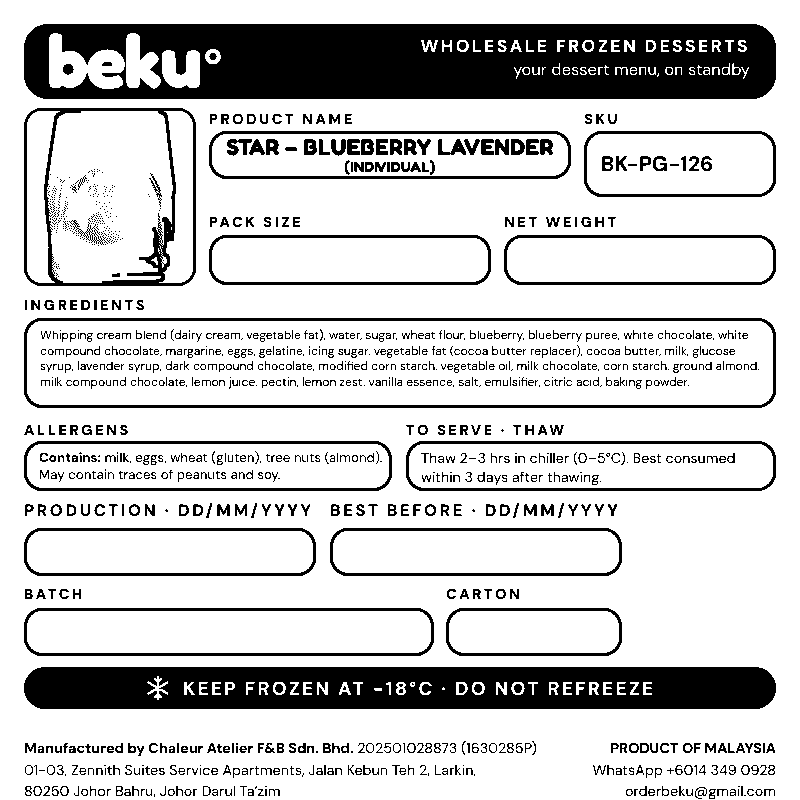 beku°
WHOLESALE FROZEN DESSERTS
your dessert menu, on standby
PRODUCT NAME
STAR – BLUEBERRY LAVENDER
(INDIVIDUAL)
SKU
BK-PG-126
PACK SIZE
NET WEIGHT
INGREDIENTS
Whipping cream blend (dairy cream, vegetable fat), water, sugar, wheat flour, blueberry, blueberry puree, white chocolate, white
compound chocolate, margarine, eggs, gelatine, icing sugar, vegetable fat (cocoa butter replacer), cocoa butter, milk, glucose
syrup, lavender syrup, dark compound chocolate, modified corn starch, vegetable oil, milk chocolate, corn starch, ground almond,
milk compound chocolate, lemon juice, pectin, lemon zest, vanilla essence, salt, emulsifier, citric acid, baking powder.
ALLERGENS
Contains: milk, eggs, wheat (gluten), tree nuts (almond).
May contain traces of peanuts and soy.
TO SERVE · THAW
Thaw 2–3 hrs in chiller (0–5°C). Best consumed
within 3 days after thawing.
PRODUCTION · DD/MM/YYYY
BEST BEFORE · DD/MM/YYYY
BATCH
CARTON
KEEP FROZEN AT -18°C · DO NOT REFREEZE
Manufactured by Chaleur Atelier F&B Sdn. Bhd. 202501028873 (1630286P)
01-03, Zennith Suites Service Apartments, Jalan Kebun Teh 2, Larkin,
80250 Johor Bahru, Johor Darul Ta'zim
PRODUCT OF MALAYSIA
WhatsApp +6014 349 0928
orderbeku@gmail.com